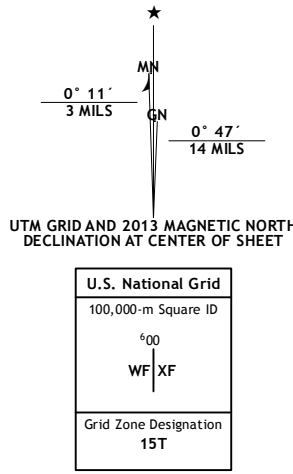 ★
MN
0° 11´
3 MILS
GN
0° 47´
14 MILS
UTM GRID AND 2013 MAGNETIC NORTH
DECLINATION AT CENTER OF SHEET
U.S. National Grid
100,000-m Square ID
⁶00
WF XF
Grid Zone Designation
15T